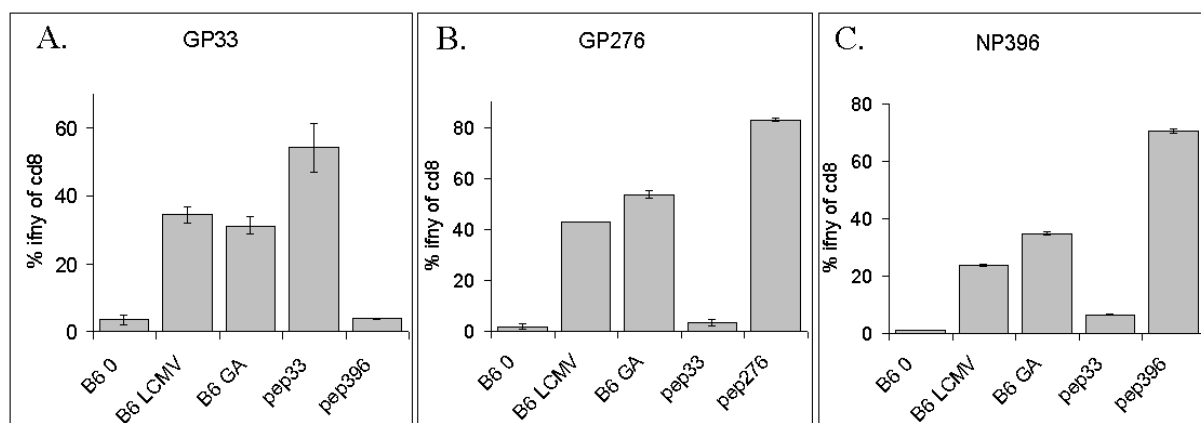 A.
GP33
% ifny of cd8
60
40
20
0
B6 0
B6 LCMV
B6 GA
pep33
pep396
B.
GP276
% ifny of cd8
80
60
40
20
0
B6 0
B6 LCMV
B6 GA
pep33
pep276
C.
NP396
% ifny of cd8
80
60
40
20
0
B6 0
B6 LCMV
B6 GA
pep33
pep396